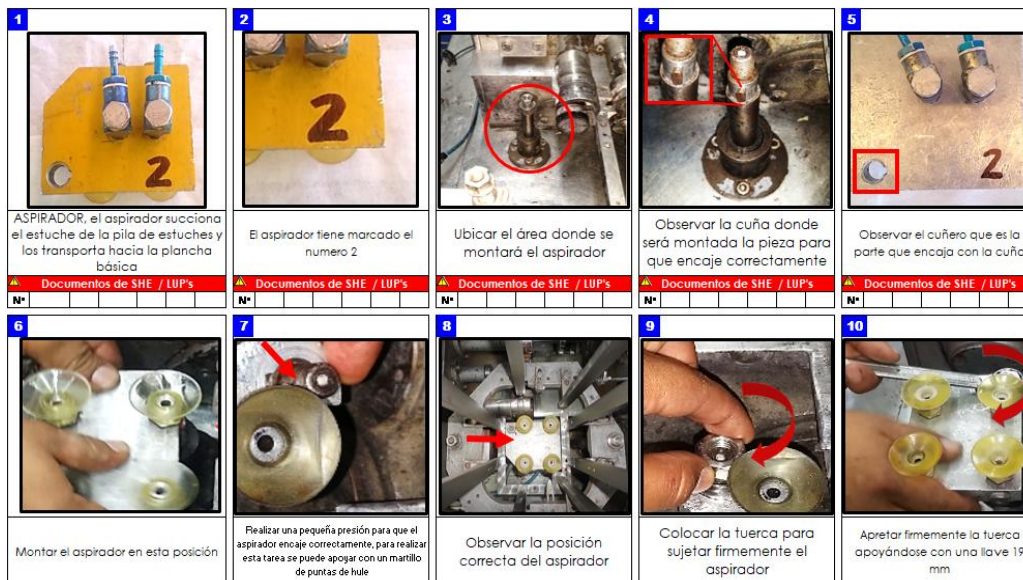 1
2
2
2
3
4
5
2
ASPIRADOR, el aspirador succiona
el estuche de la pila de estuches y
los transporta hacia la plancha
básica
El aspirador tiene marcado el
numero 2
Ubicar el área donde se
montará el aspirador
Observar la cuña donde
será montada la pieza para
que encaje correctamente
Observar el cuñero que es la
parte que encaja con la cuña
Documentos de SHE / LUP's
Documentos de SHE / LUP's
Documentos de SHE / LUP's
Documentos de SHE / LUP's
Documentos de SHE / LUP's
Nº
Nº
Nº
Nº
Nº
6
7
8
9
10
Montar el aspirador en esta posición
Realizar una pequeña presión para que el
aspirador encaje correctamente, para realizar
esta tarea se puede apoyar con un martillo
de puntas de hule
Observar la posición
correcta del aspirador
Colocar la tuerca para
sujetar firmemente el
aspirador
Apretar firmemente la tuerca
apoyándose con una llave 19
mm